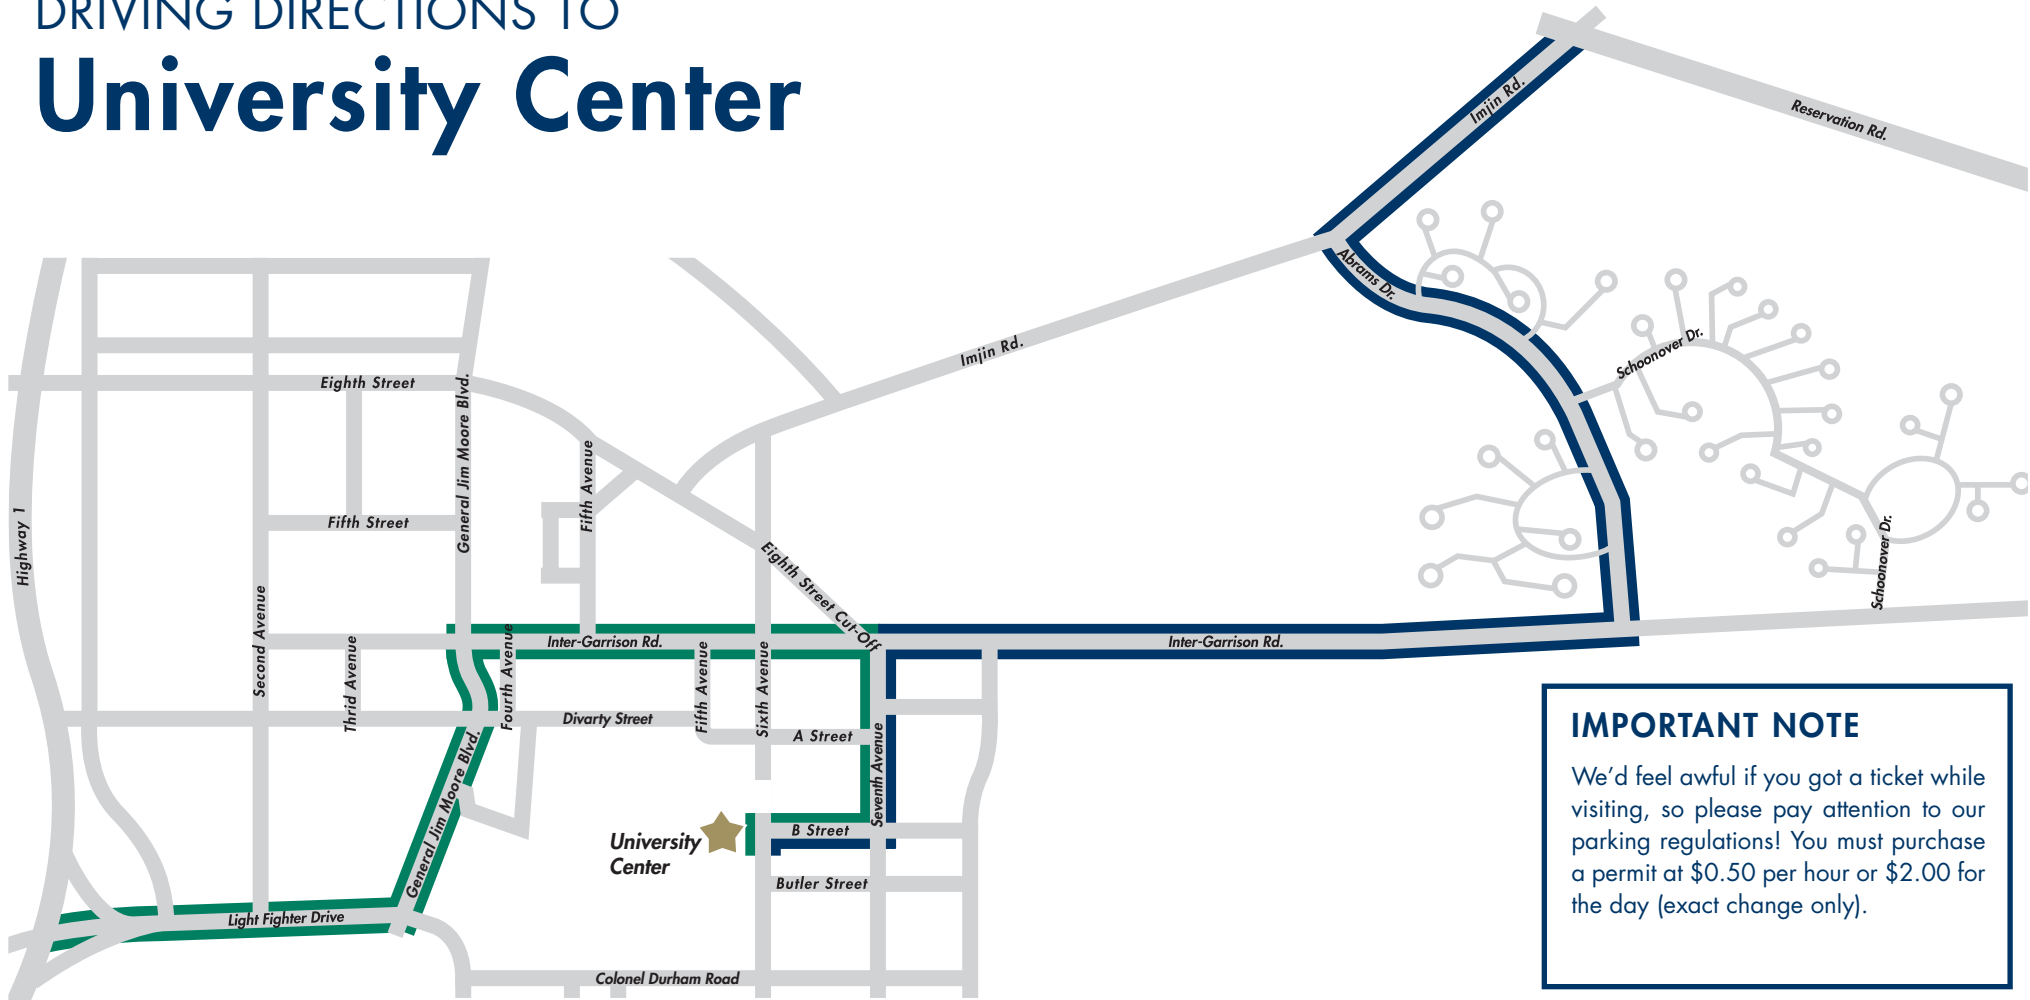 DRIVING DIRECTIONS TO
University Center
Imjin Rd.
Reservation Rd.
Abrams Dr.
Imjin Rd.
Schoonover Dr.
Eighth Street
General Jim Moore Blvd.
Fifth Avenue
Fifth Street
Highway 1
Eighth Street Cut-Off
Schoonover Dr.
Second Avenue
Thrid Avenue
Fourth Avenue
Inter-Garrison Rd.
Inter-Garrison Rd.
Fifth Avenue
Sixth Avenue
Divarty Street
A Street
Seventh Avenue
General Jim Moore Blvd.
B Street
University
Center
Butler Street
Light Fighter Drive
Colonel Durham Road
IMPORTANT NOTE
We’d feel awful if you got a ticket while
visiting, so please pay attention to our
parking regulations! You must purchase
a permit at $0.50 per hour or $2.00 for
the day (exact change only).